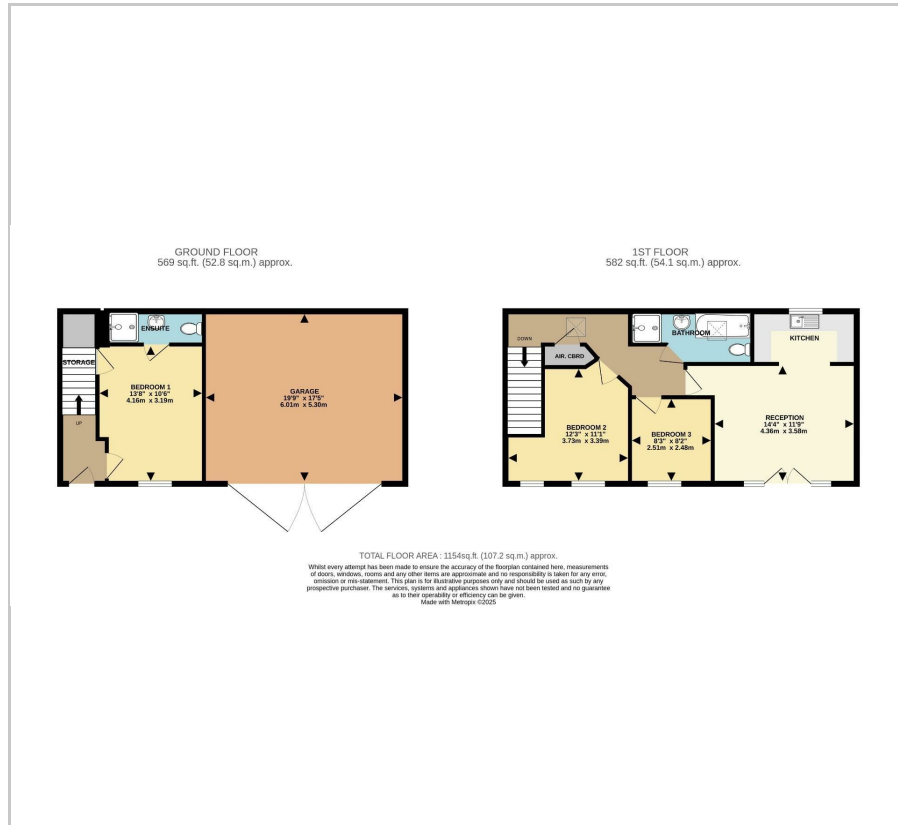 GROUND FLOOR
569 sq.ft. (52.8 sq.m.) approx.
ENSUITE
STORAGE
BEDROOM 1
13'8" x 10'6"
4.16m x 3.19m
UP
GARAGE
19'9" x 17'5"
6.01m x 5.30m
1ST FLOOR
582 sq.ft. (54.1 sq.m.) approx.
DOWN
AIR. CBRD
BATHROOM
KITCHEN
BEDROOM 2
12'3" x 11'1"
3.73m x 3.39m
BEDROOM 3
8'3" x 8'2"
2.51m x 2.48m
RECEPTION
14'4" x 11'9"
4.36m x 3.58m
TOTAL FLOOR AREA : 1154sq.ft. (107.2 sq.m.) approx.
Whilst every attempt has been made to ensure the accuracy of the floorplan contained here, measurements
of doors, windows, rooms and any other items are approximate and no responsibility is taken for any error,
omission or mis-statement. This plan is for illustrative purposes only and should be used as such by any
prospective purchaser. The services, systems and appliances shown have not been tested and no guarantee
as to their operability or efficiency can be given.
Made with Metropix ©2025